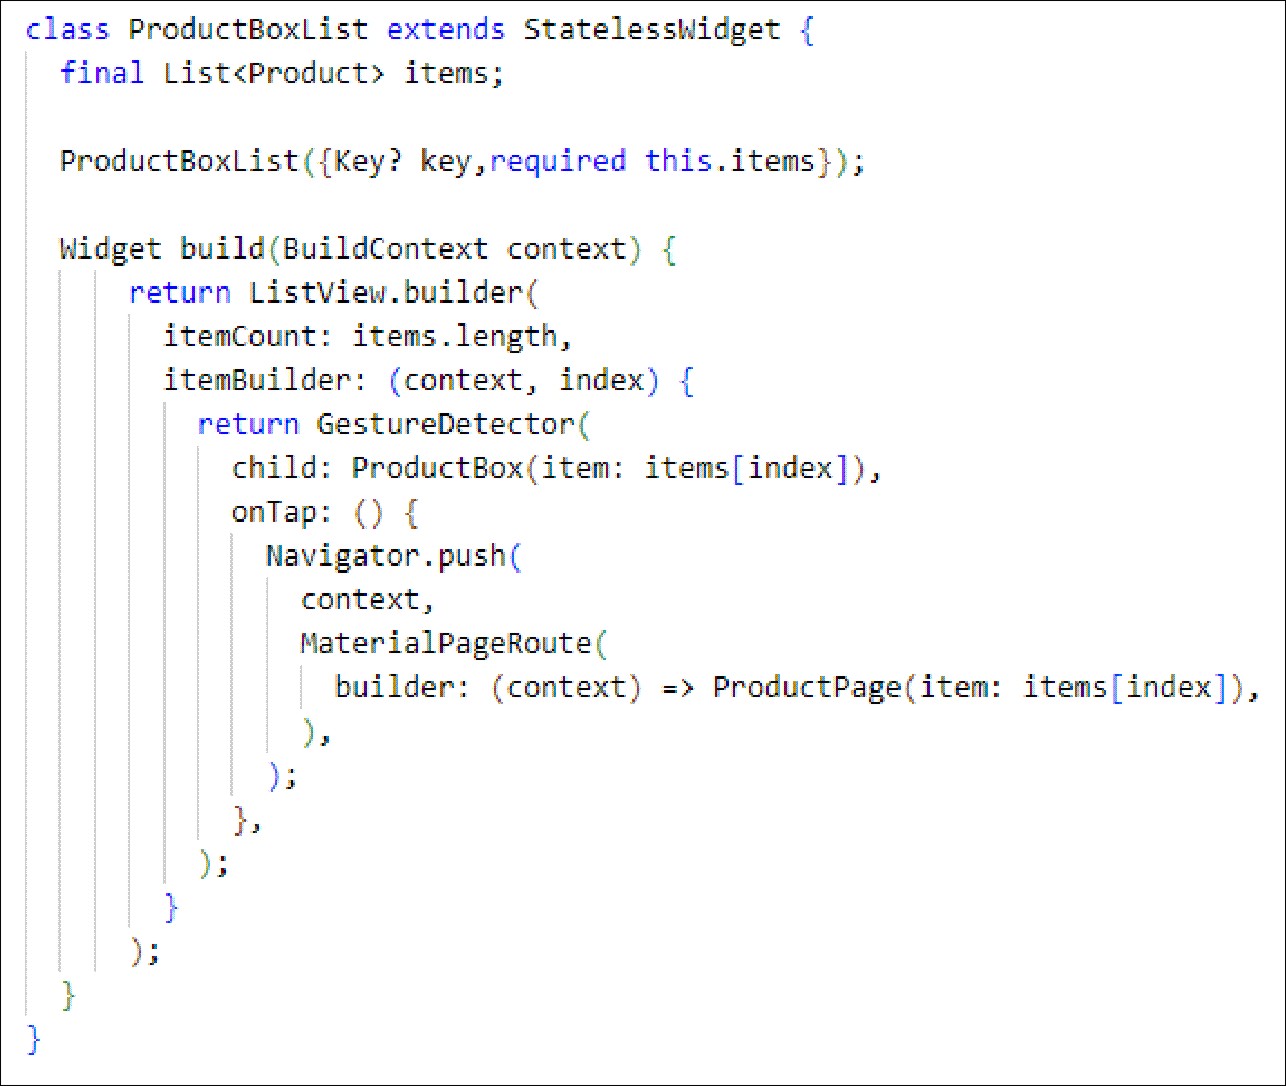 class ProductBoxList extends StatelessWidget {
final List<Product> items;
ProductBoxList({Key? key,required this.items});
Widget build(BuildContext context) {
return ListView.builder(
itemCount: items.length,
itemBuilder: (context, index) {
return GestureDetector(
child: ProductBox(item: items[index]),
onTap: () {
Navigator.push(
context,
MaterialPageRoute(
builder: (context) => ProductPage(item: items[index]),
),
);
},
);
}
);
}
}